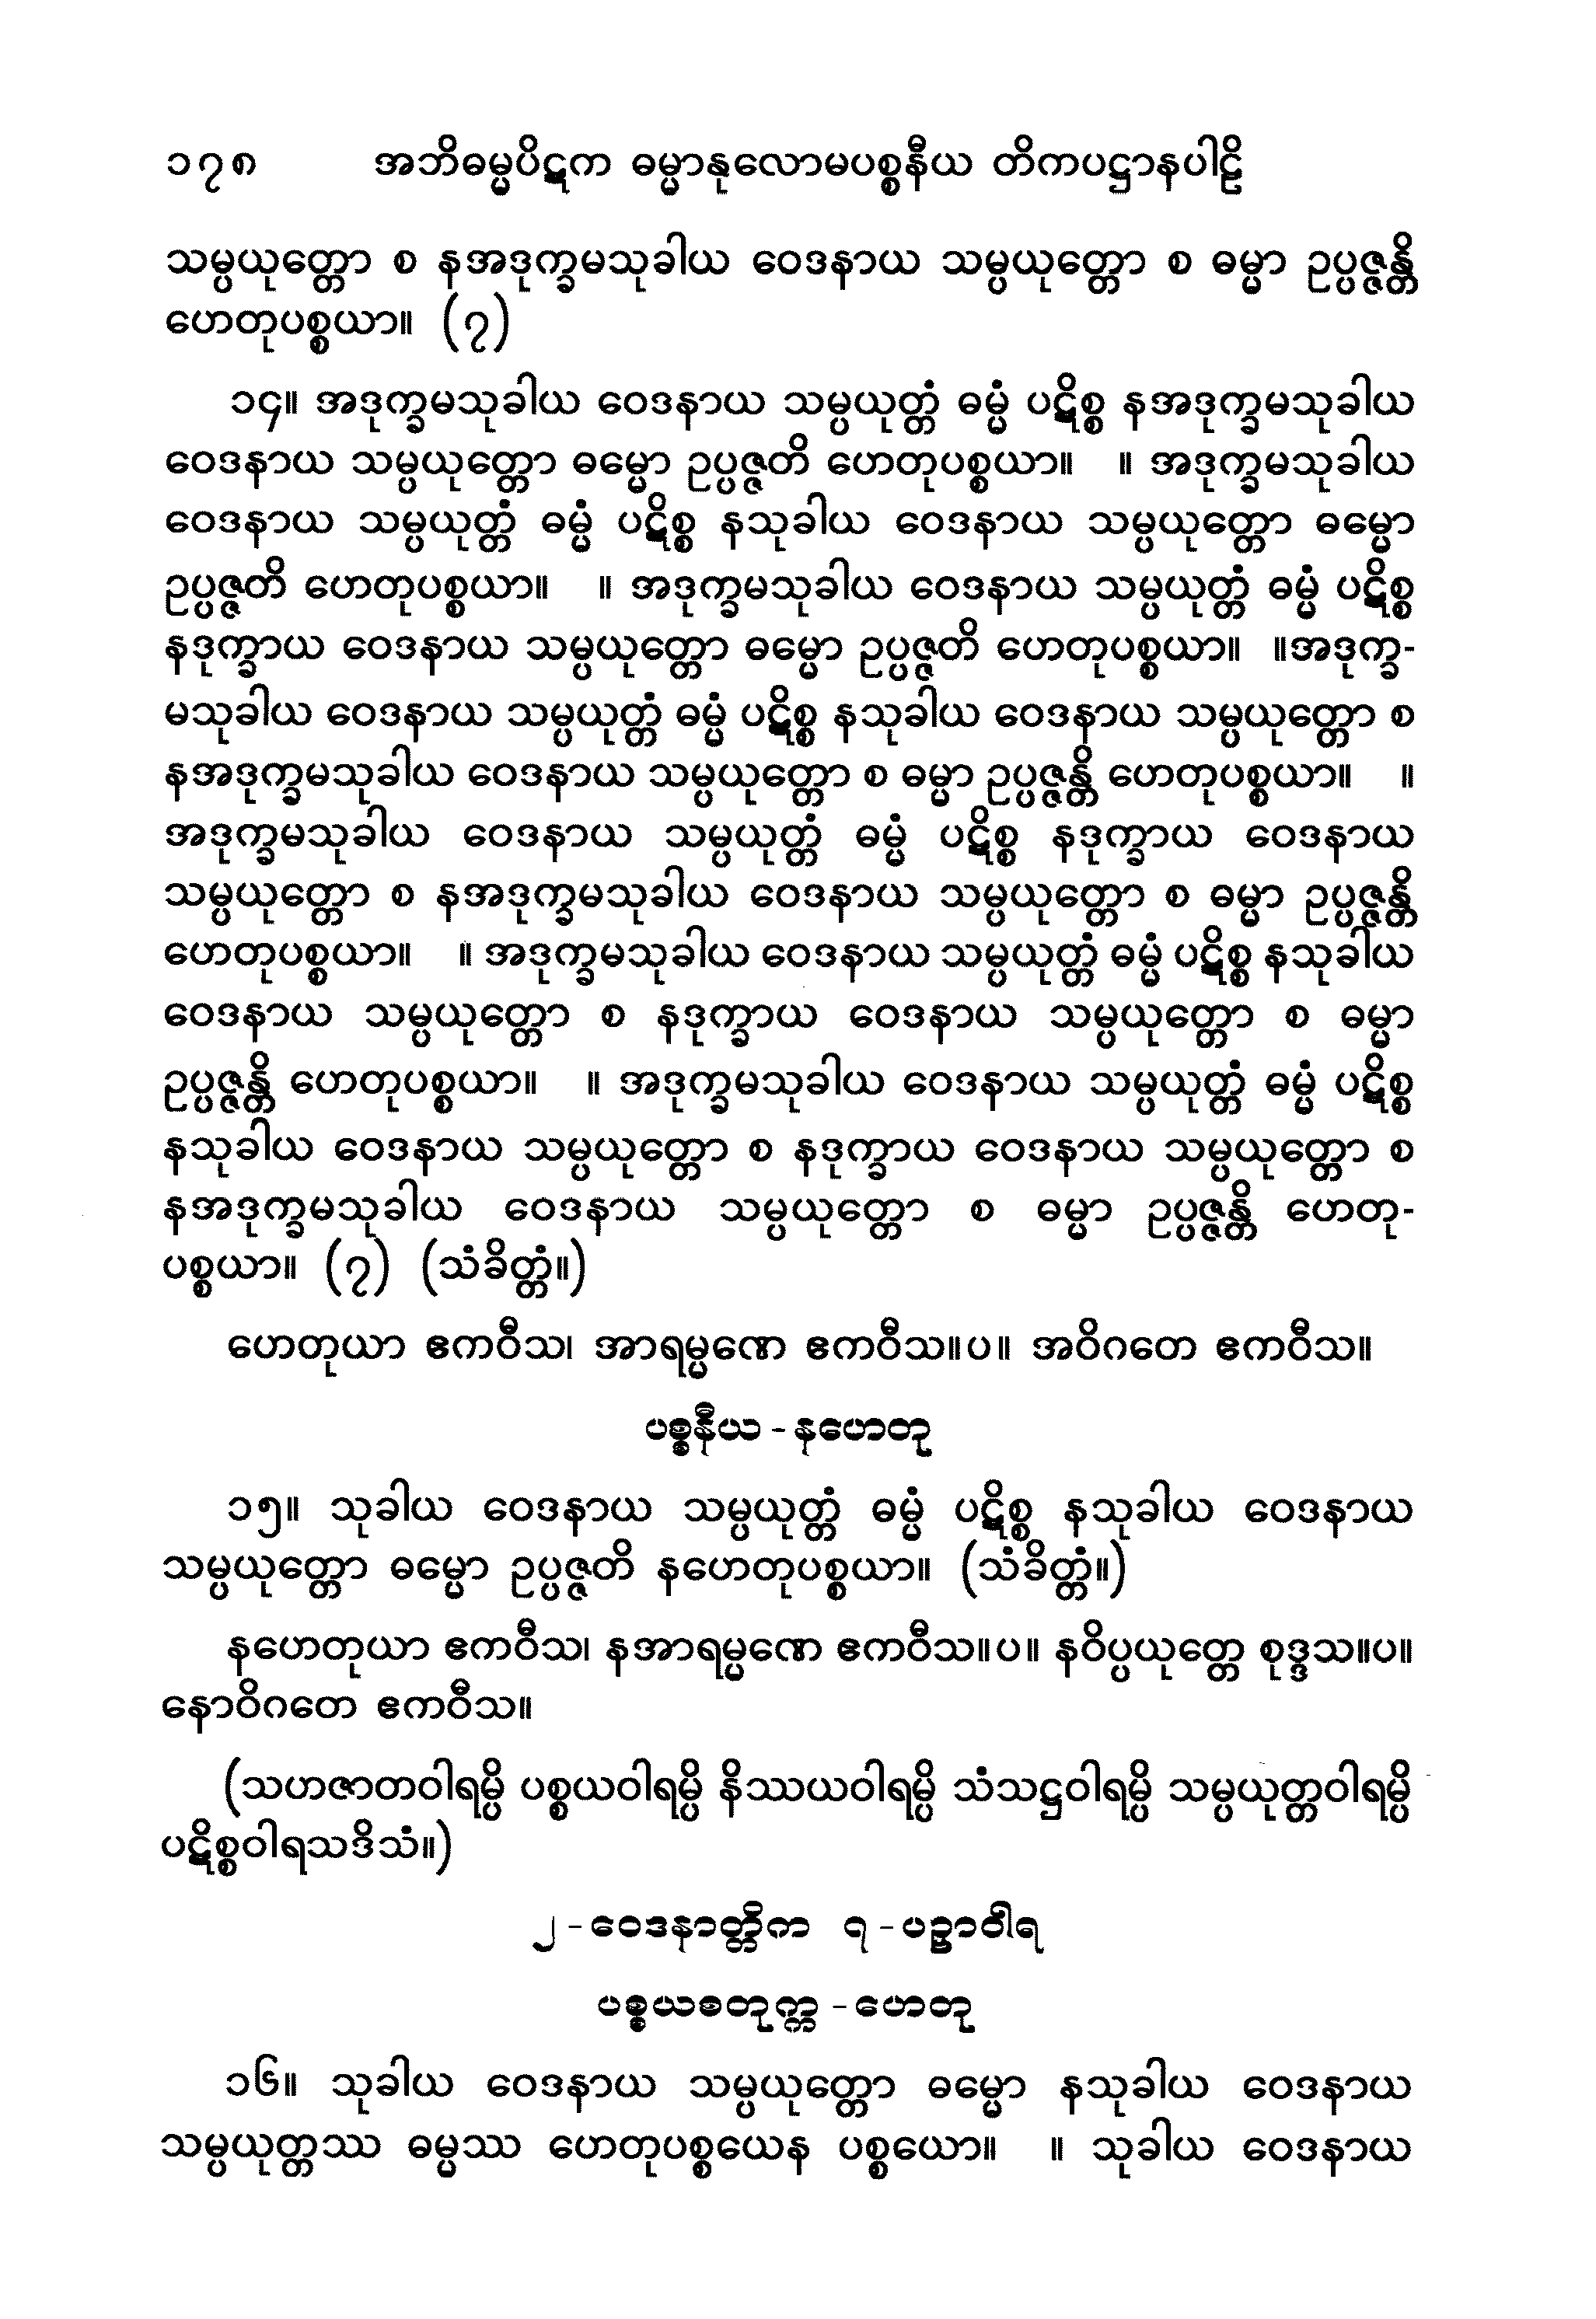 ၁၇၈ အဘိဓမ္မပိဋက ဓမ္မာနုလောမပစ္စနီယ တိကပဋ္ဌာနပါဠိ
သမ္ပယုတ္တော စ နအဒုက္ခမသုခါယ ဝေဒနာယ သမ္ပယုတ္တော စ ဓမ္မာ ဥပ္ပဇ္ဇန္တိ
ဟေတုပစ္စယာ။ (၇)
၁၄။ အဒုက္ခမသုခါယ ဝေဒနာယ သမ္ပယုတ္တံ ဓမ္မံ ပဋိစ္စ နအဒုက္ခမသုခါယ
ဝေဒနာယ သမ္ပယုတ္တော ဓမ္မော ဥပ္ပဇ္ဇတိ ဟေတုပစ္စယာ။ ။ အဒုက္ခမသုခါယ
ဝေဒနာယ သမ္ပယုတ္တံ ဓမ္မံ ပဋိစ္စ နသုခါယ ဝေဒနာယ သမ္ပယုတ္တော ဓမ္မော
ဥပ္ပဇ္ဇတိ ဟေတုပစ္စယာ။ ။ အဒုက္ခမသုခါယ ဝေဒနာယ သမ္ပယုတ္တံ ဓမ္မံ ပဋိစ္စ
နဒုက္ခာယ ဝေဒနာယ သမ္ပယုတ္တော ဓမ္မော ဥပ္ပဇ္ဇတိ ဟေတုပစ္စယာ။ ။အဒုက္ခ-
မသုခါယ ဝေဒနာယ သမ္ပယုတ္တံ ဓမ္မံ ပဋိစ္စ နသုခါယ ဝေဒနာယ သမ္ပယုတ္တော စ
နအဒုက္ခမသုခါယ ဝေဒနာယ သမ္ပယုတ္တော စ ဓမ္မာ ဥပ္ပဇ္ဇန္တိ ဟေတုပစ္စယာ။ ။
အဒုက္ခမသုခါယ ဝေဒနာယ သမ္ပယုတ္တံ ဓမ္မံ ပဋိစ္စ နဒုက္ခာယ ဝေဒနာယ
သမ္ပယုတ္တော စ နအဒုက္ခမသုခါယ ဝေဒနာယ သမ္ပယုတ္တော စ ဓမ္မာ ဥပ္ပဇ္ဇန္တိ
ဟေတုပစ္စယာ။ ။ အဒုက္ခမသုခါယ ဝေဒနာယ သမ္ပယုတ္တံ ဓမ္မံ ပဋိစ္စ နသုခါယ
ဝေဒနာယ သမ္ပယုတ္တော စ နဒုက္ခာယ ဝေဒနာယ သမ္ပယုတ္တော စ ဓမ္မာ
ဥပ္ပဇ္ဇန္တိ ဟေတုပစ္စယာ။ ။ အဒုက္ခမသုခါယ ဝေဒနာယ သမ္ပယုတ္တံ ဓမ္မံ ပဋိစ္စ
နသုခါယ ဝေဒနာယ သမ္ပယုတ္တော စ နဒုက္ခာယ ဝေဒနာယ သမ္ပယုတ္တော စ
နအဒုက္ခမသုခါယ ဝေဒနာယ သမ္ပယုတ္တော စ ဓမ္မာ ဥပ္ပဇ္ဇန္တိ ဟေတု-
ပစ္စယာ။ (၇) (သံခိတ္တံ။)
ဟေတုယာ ဧကဝီသ၊ အာရမ္မဏေ ဧကဝီသ။ပ။ အဝိဂတေ ဧကဝီသ။
ပစ္စနီယ - နဟေတု
၁၅။ သုခါယ ဝေဒနာယ သမ္ပယုတ္တံ ဓမ္မံ ပဋိစ္စ နသုခါယ ဝေဒနာယ
သမ္ပယုတ္တော ဓမ္မော ဥပ္ပဇ္ဇတိ နဟေတုပစ္စယာ။ (သံခိတ္တံ။)
နဟေတုယာ ဧကဝီသ၊ နအာရမ္မဏေ ဧကဝီသ။ပ။ နဝိပ္ပယုတ္တေ စုဒ္ဒသ။ပ။
နောဝိဂတေ ဧကဝီသ။
(သဟဇာတဝါရမ္ပိ ပစ္စယဝါရမ္ပိ နိဿယဝါရမ္ပိ သံသဋ္ဌဝါရမ္ပိ သမ္ပယုတ္တဝါရမ္ပိ
ပဋိစ္စဝါရသဒိသံ။)
၂ - ဝေဒနာတ္တိက ၇ - ပဉှာဝါရ
ပစ္စယစတုက္က - ဟေတု
၁၆။ သုခါယ ဝေဒနာယ သမ္ပယုတ္တော ဓမ္မော နသုခါယ ဝေဒနာယ
သမ္ပယုတ္တဿ ဓမ္မဿ ဟေတုပစ္စယေန ပစ္စယော။ ။ သုခါယ ဝေဒနာယ